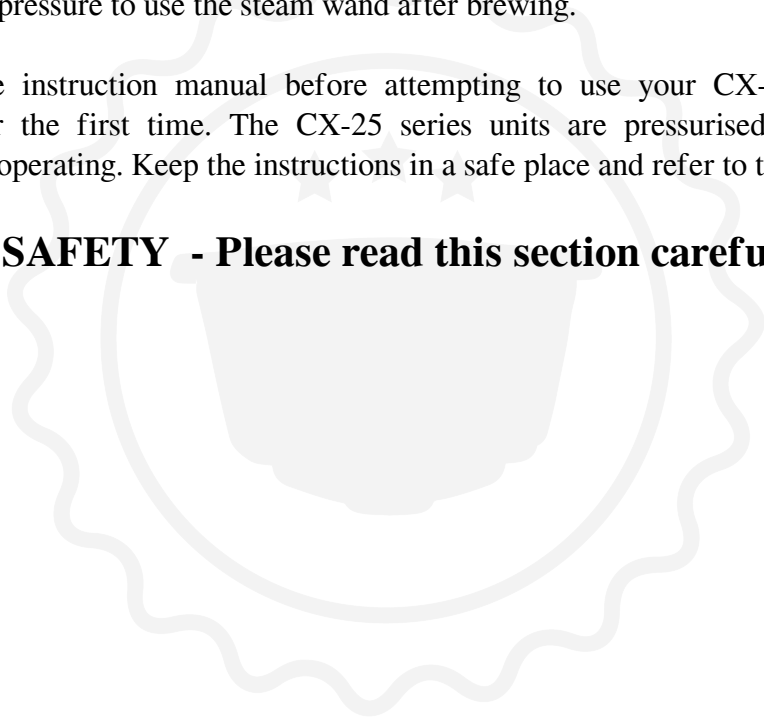 pressure to use the steam wand after brewing.
instruction manual before attempting to use your CX-
the first time. The CX-25 series units are pressurised
operating. Keep the instructions in a safe place and refer to
SAFETY - Please read this section